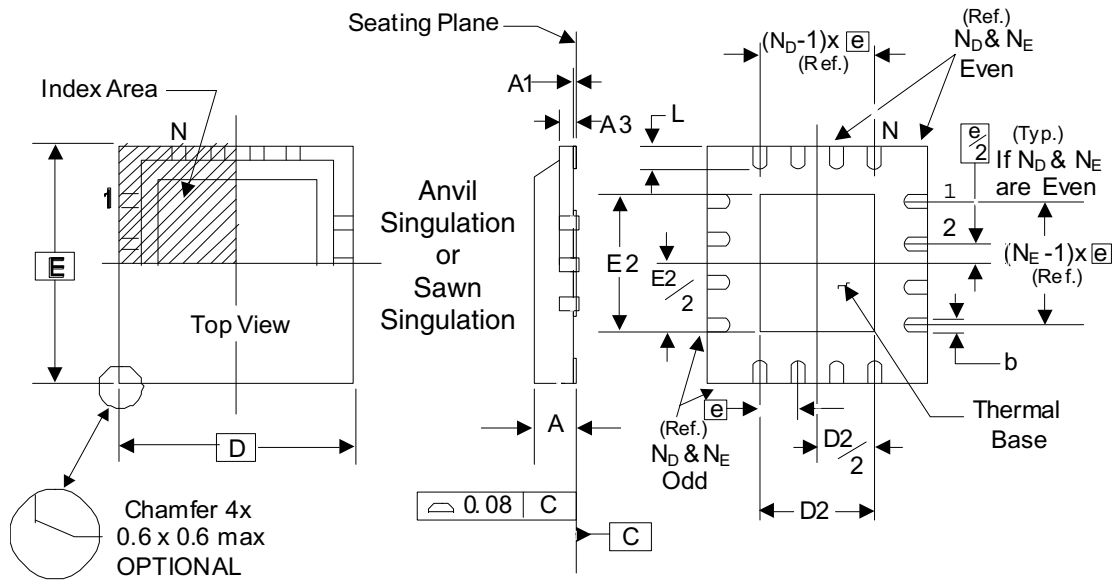 Seating Plane
Index Area
N
1
E
Top View
D
Chamfer 4x
0.6 x 0.6 max
OPTIONAL
A1
A3
Anvil
Singulation
or
Sawn
Singulation
A
0.08 C
C
L
(N_D-1)x e
(Ref.)
(Ref.)
N_D & N_E
Even
N
1
2
e/2
(Typ.)
If N_D & N_E
are Even
(N_E-1)x e
(Ref.)
b
E2
E2/2
e
(Ref.)
N_D & N_E
Odd
D2/2
D2
Thermal
Base